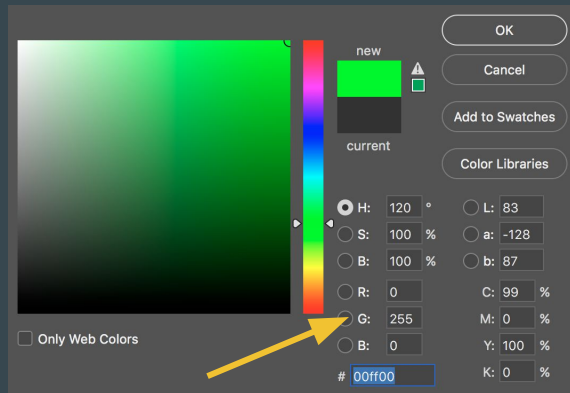 OK
new
Cancel
Add to Swatches
current
Color Libraries
H: 120 °
L: 83
S: 100 %
a: -128
B: 100 %
b: 87
R: 0
C: 99 %
G: 255
M: 0 %
Only Web Colors
B: 0
Y: 100 %
# 00ff00
K: 0 %